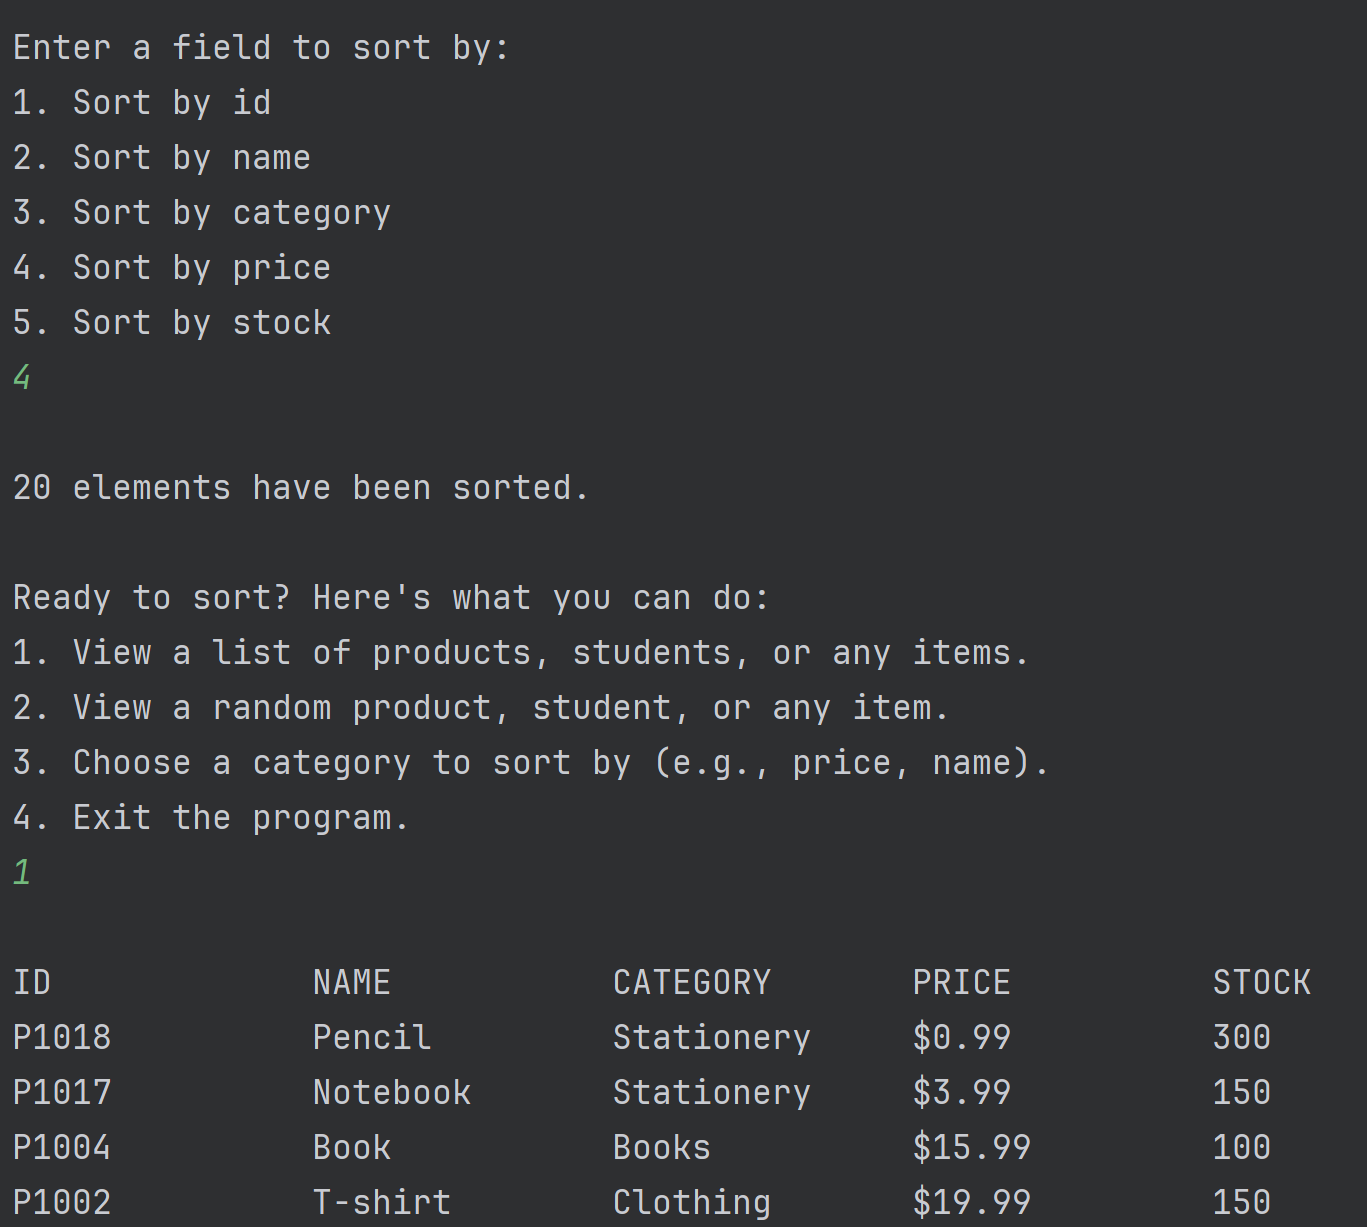 Enter a field to sort by:
1. Sort by id
2. Sort by name
3. Sort by category
4. Sort by price
5. Sort by stock
4
20 elements have been sorted.
Ready to sort? Here's what you can do:
1. View a list of products, students, or any items.
2. View a random product, student, or any item.
3. Choose a category to sort by (e.g., price, name).
4. Exit the program.
1
ID NAME CATEGORY PRICE STOCK
P1018 Pencil Stationery $0.99 300
P1017 Notebook Stationery $3.99 150
P1004 Book Books $15.99 100
P1002 T-shirt Clothing $19.99 150